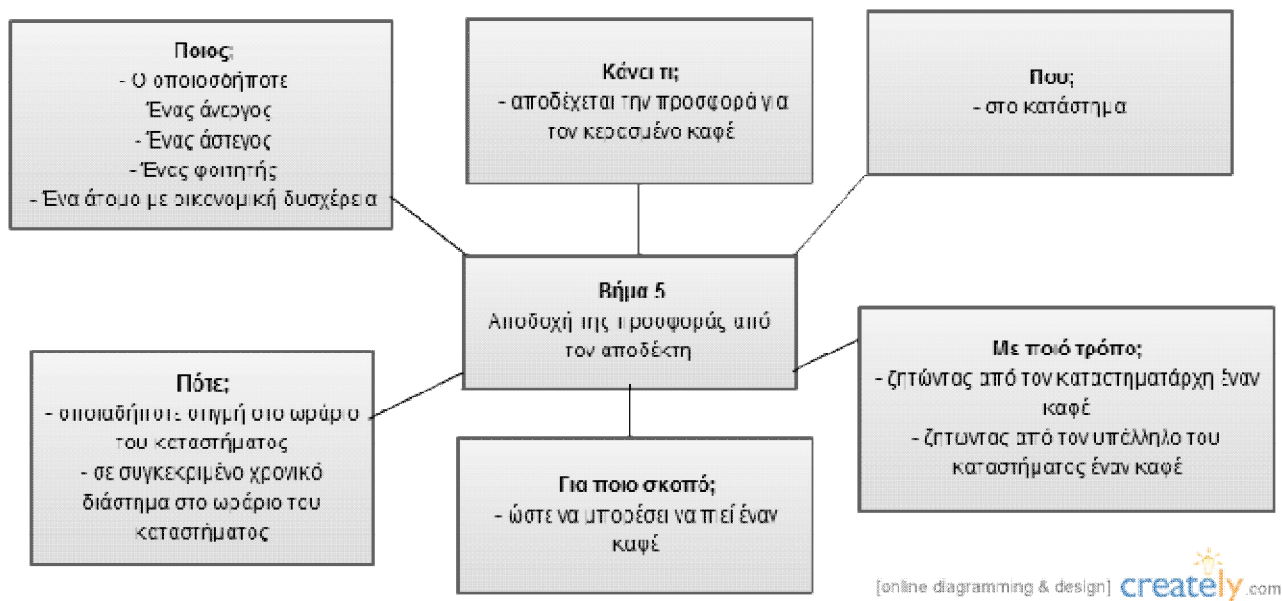 Ποιος;
- Ο οποιοσδήποτε
Ένας άνεργος
- Ένας άστεγος
- Ένας φοιτητής
- Ένα άτομο με οικονομική δυσχέρεια
Κάνει τι;
- αποδέχεται την προσφορά για
τον κερασμένο καφέ
Που;
- στο κατάστημα
Βήμα 5
Αποδοχή της προσφοράς από
τον αποδέκτη
Πότε;
- οποιαδήποτε στιγμή στο ωράριο
του καταστήματος
- σε συγκεκριμένο χρονικό
διάστημα στο ωράριο του
καταστήματος
Για ποιο σκοπό;
- ώστε να μπορέσει να πιεί έναν
καφέ
Με ποιό τρόπο;
- ζητώντας από τον καταστηματάρχη έναν
καφέ
- ζητωντας από τον υπάλληλο του
καταστήματος έναν καφέ
[online diagramming & design] creately.com